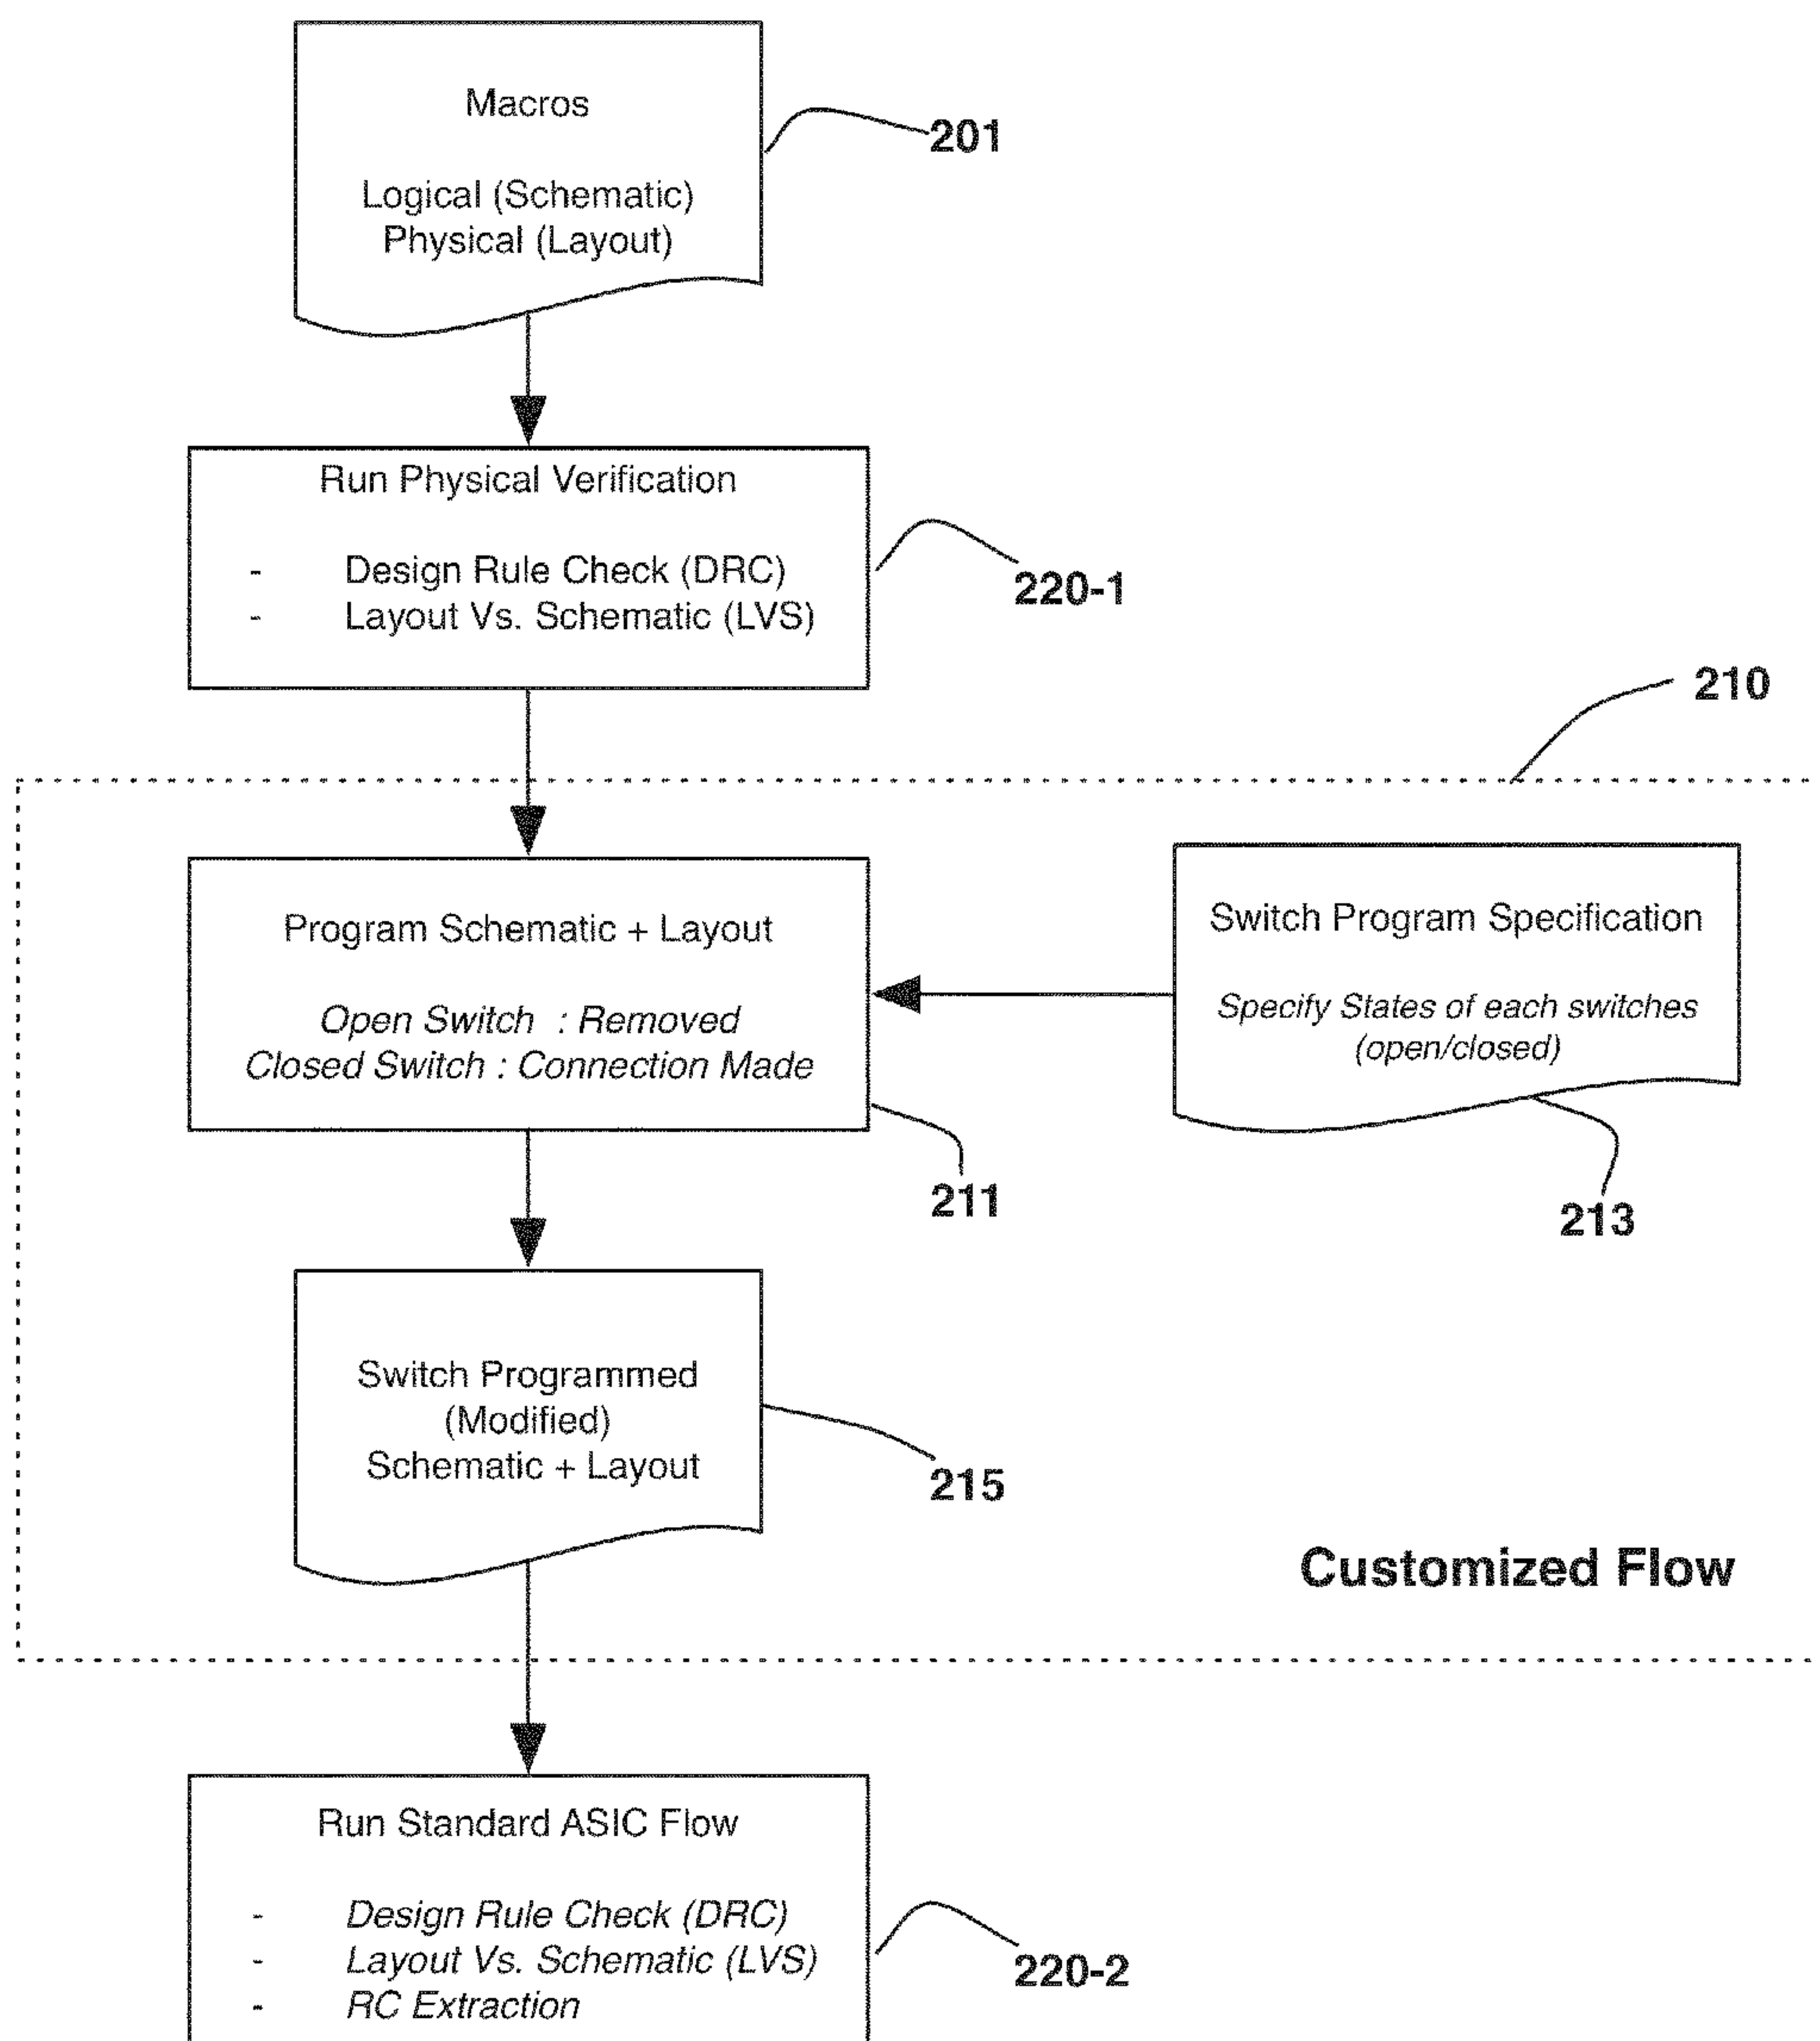 Macros
Logical (Schematic)
Physical (Layout)
201
Run Physical Verification
- Design Rule Check (DRC)
- Layout Vs. Schematic (LVS)
220-1
210
Program Schematic + Layout
Open Switch : Removed
Closed Switch : Connection Made
211
Switch Program Specification
Specify States of each switches
(open/closed)
213
Switch Programmed
(Modified)
Schematic + Layout
215
Customized Flow
Run Standard ASIC Flow
- Design Rule Check (DRC)
- Layout Vs. Schematic (LVS)
- RC Extraction
220-2